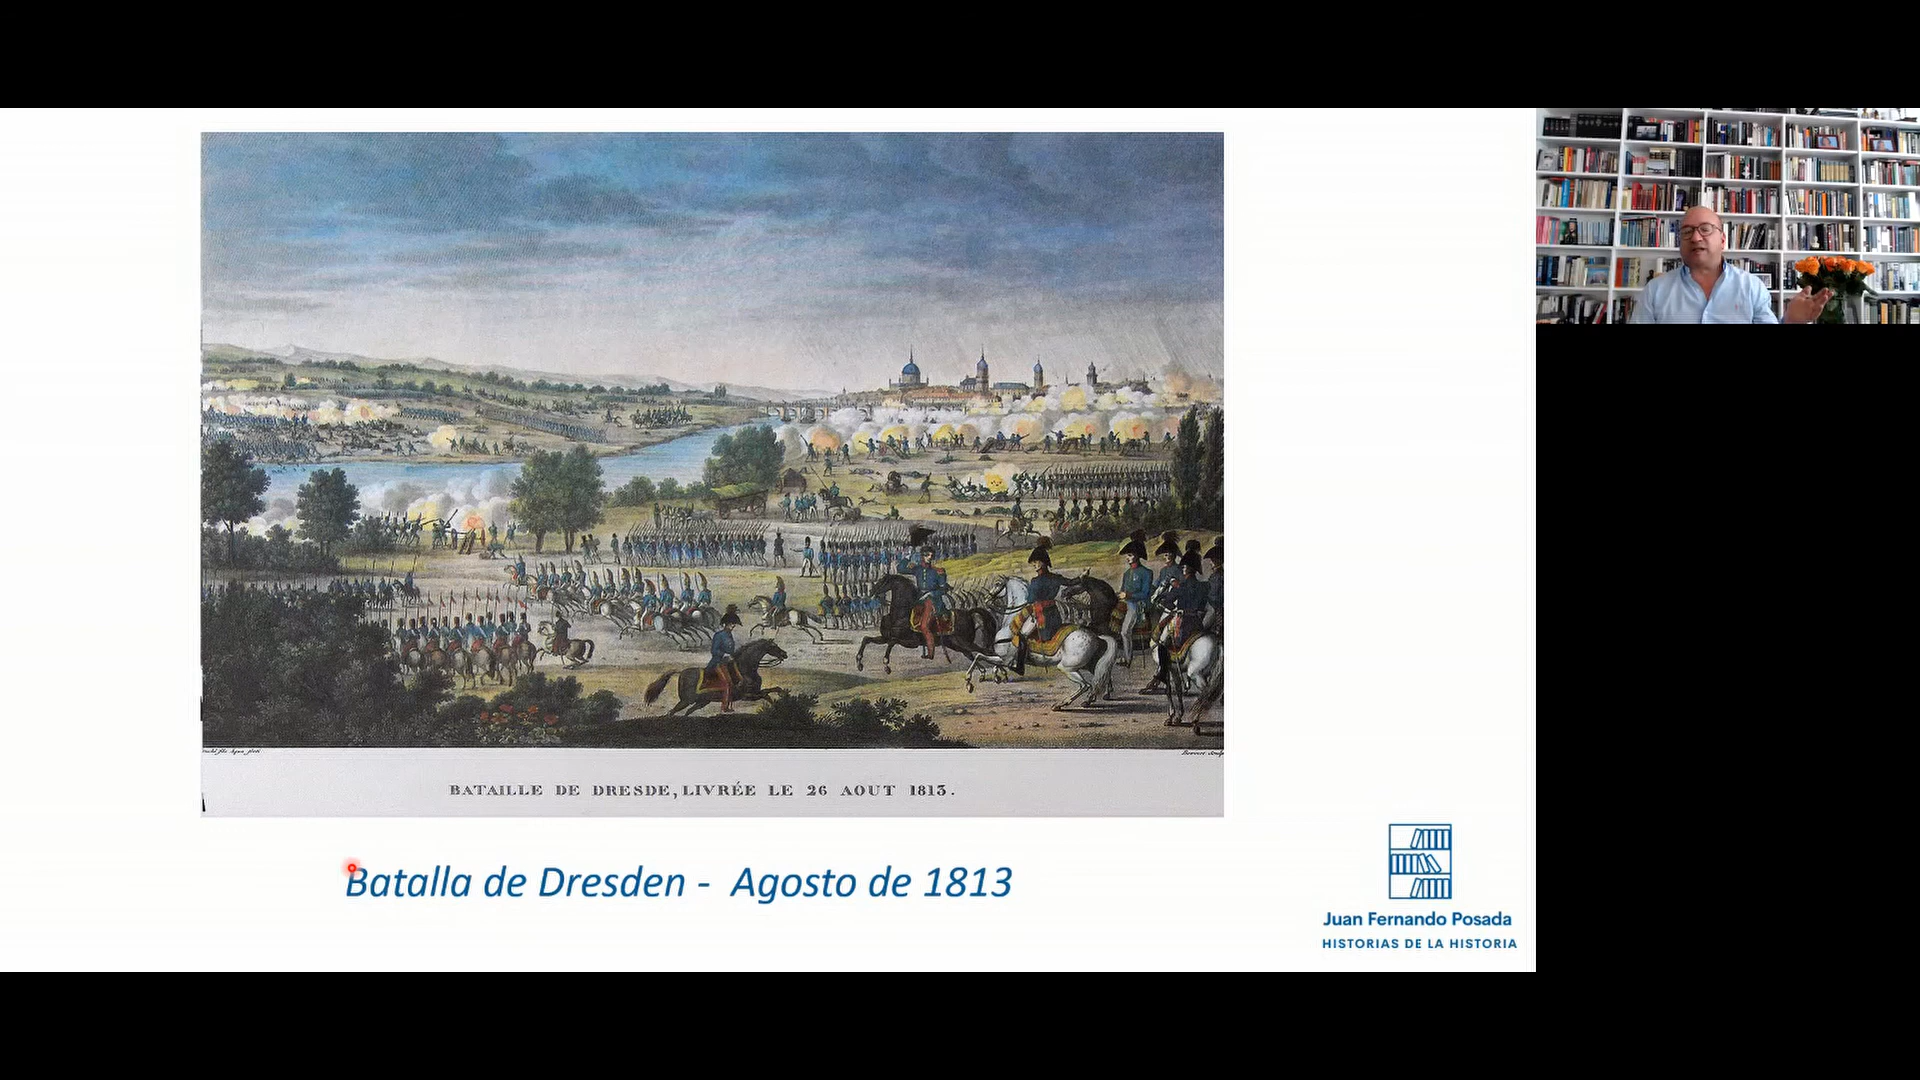 BATAILLE DE DRESDE, LIVRÉE LE 26 AOUT 1813.
Batalla de Dresden - Agosto de 1813
Juan Fernando Posada
HISTORIAS DE LA HISTORIA